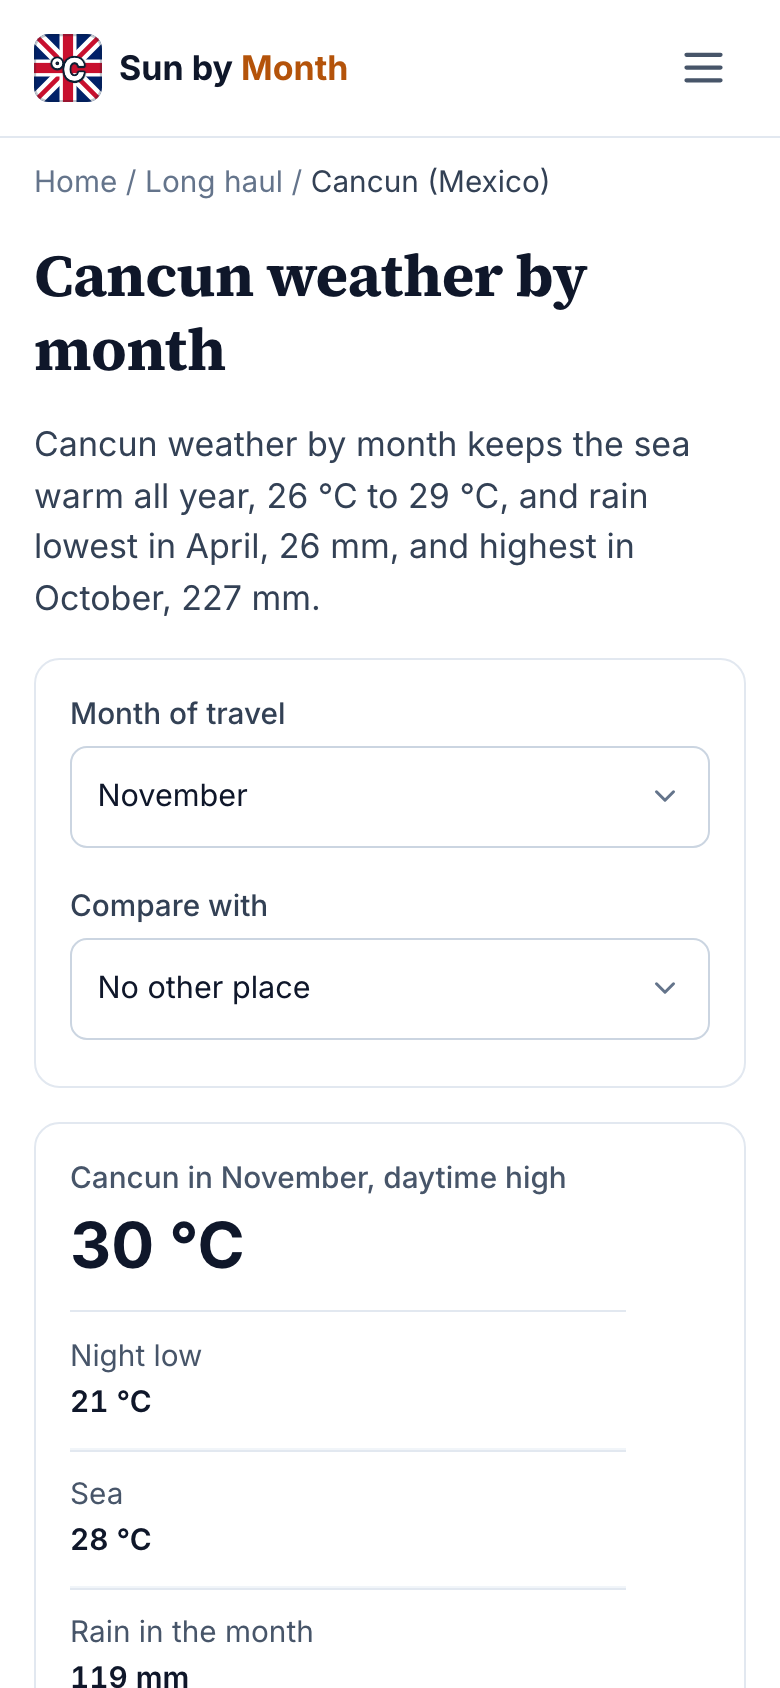 °C
Sun by Month
Home / Long haul / Cancun (Mexico)
Cancun weather by
month
Cancun weather by month keeps the sea
warm all year, 26 °C to 29 °C, and rain
lowest in April, 26 mm, and highest in
October, 227 mm.
Month of travel
November
Compare with
No other place
Cancun in November, daytime high
30 °C
Night low
21 °C
Sea
28 °C
Rain in the month
119 mm